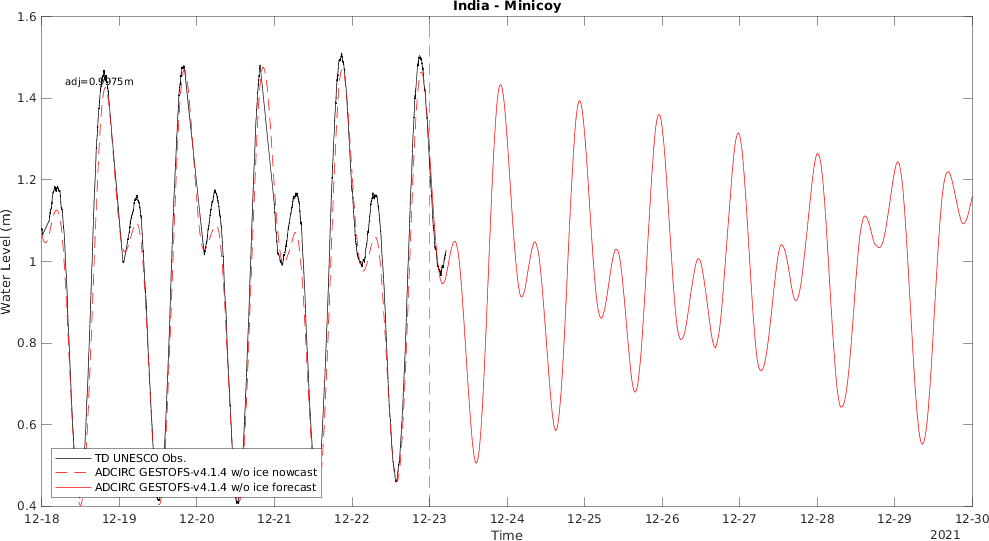 India - Minicoy
1.6
1.4
1.2
1
0.8
0.6
0.4
Water Level (m)
adj=0.9975m
TD UNESCO Obs.
ADCIRC GESTOFS-v4.1.4 w/o ice nowcast
ADCIRC GESTOFS-v4.1.4 w/o ice forecast
12-18 12-19 12-20 12-21 12-22 12-23 12-24 12-25 12-26 12-27 12-28 12-29 12-30
Time
2021